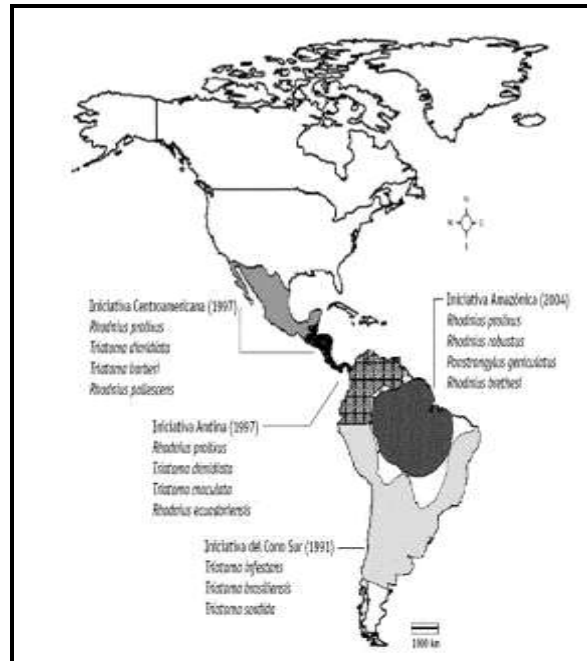 N
S
Iniciativa Centroamericana (1997)
Rhodnius prolixus
Triatoma dimidiata
Triatoma barberi
Rhodnius pallescens
Iniciativa Amazónica (2004)
Rhodnius prolixus
Rhodnius robustus
Panstrongylus geniculatus
Rhodnius brethesi
Iniciativa Andina (1997)
Rhodnius prolixus
Triatoma dimidiata
Triatoma maculata
Rhodnius ecuadoriensis
Iniciativa del Cono Sur (1991)
Triatoma infestans
Triatoma brasiliensis
Triatoma sordida
1000 km